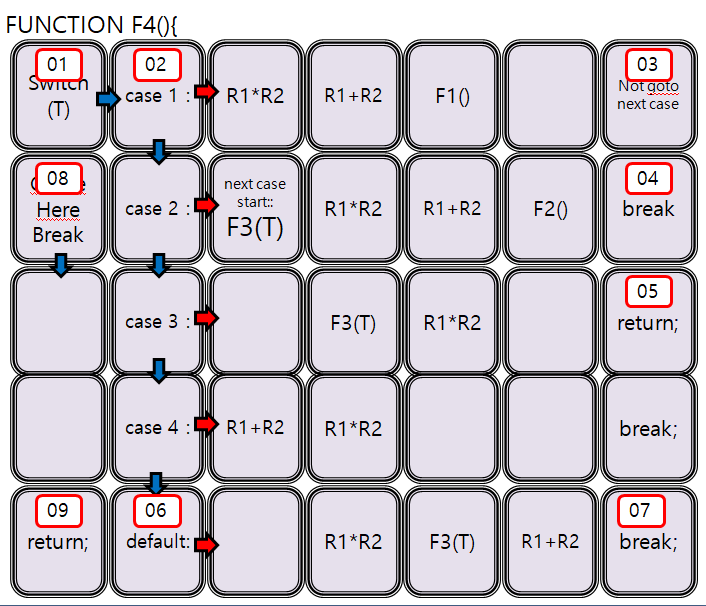 FUNCTION F4(){
01
02
03
Switch
(T)
case 1 :
R1*R2
R1+R2
F1()
Not goto
next case
08
04
Here
Break
case 2 :
next case
start::
F3(T)
R1*R2
R1+R2
F2()
break
05
case 3 :
F3(T)
R1*R2
return;
case 4 :
R1+R2
R1*R2
break;
09
06
07
return;
default:
R1*R2
F3(T)
R1+R2
break;